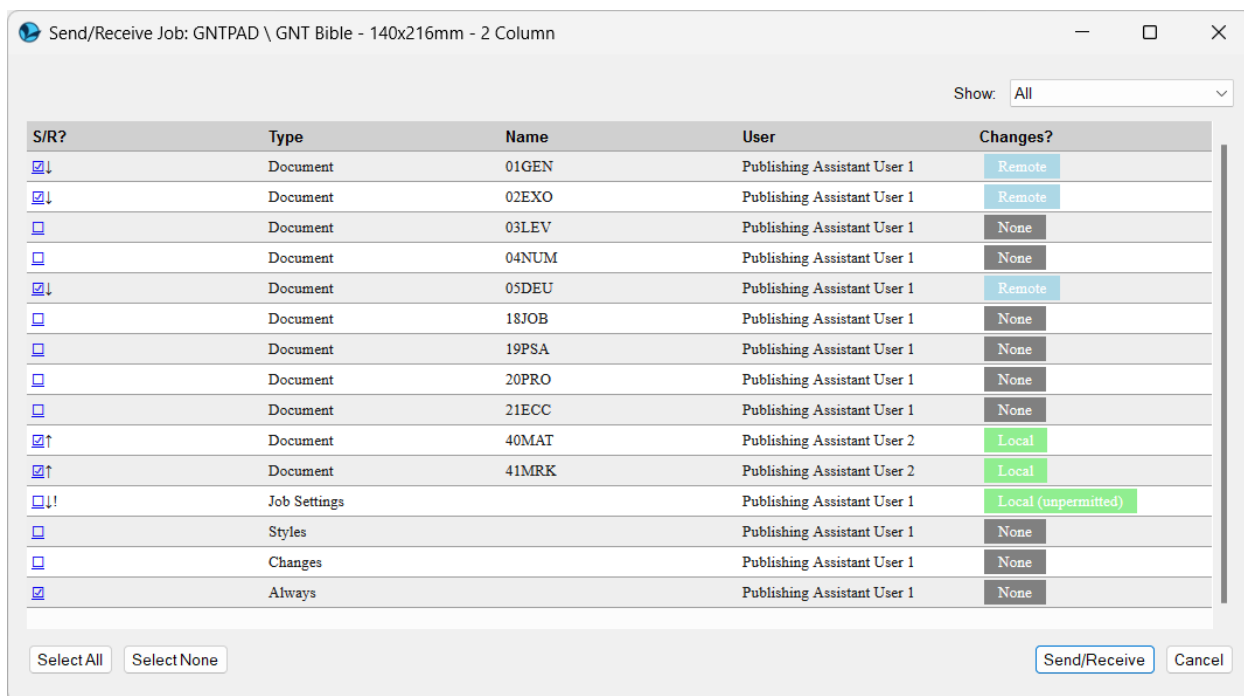 Send/Receive Job: GNTPAD \ GNT Bible - 140x216mm - 2 Column
Show: All
S/R? Type Name User Changes?
☑↓ Document 01GEN Publishing Assistant User 1 Remote
☑↓ Document 02EXO Publishing Assistant User 1 Remote
☐ Document 03LEV Publishing Assistant User 1 None
☐ Document 04NUM Publishing Assistant User 1 None
☑↓ Document 05DEU Publishing Assistant User 1 Remote
☐ Document 18JOB Publishing Assistant User 1 None
☐ Document 19PSA Publishing Assistant User 1 None
☐ Document 20PRO Publishing Assistant User 1 None
☐ Document 21ECC Publishing Assistant User 1 None
☑↑ Document 40MAT Publishing Assistant User 2 Local
☑↑ Document 41MRK Publishing Assistant User 2 Local
☐↓! Job Settings Publishing Assistant User 1 Local (unpermitted)
☐ Styles Publishing Assistant User 1 None
☐ Changes Publishing Assistant User 1 None
☑ Always Publishing Assistant User 1 None
Select All Select None Send/Receive Cancel